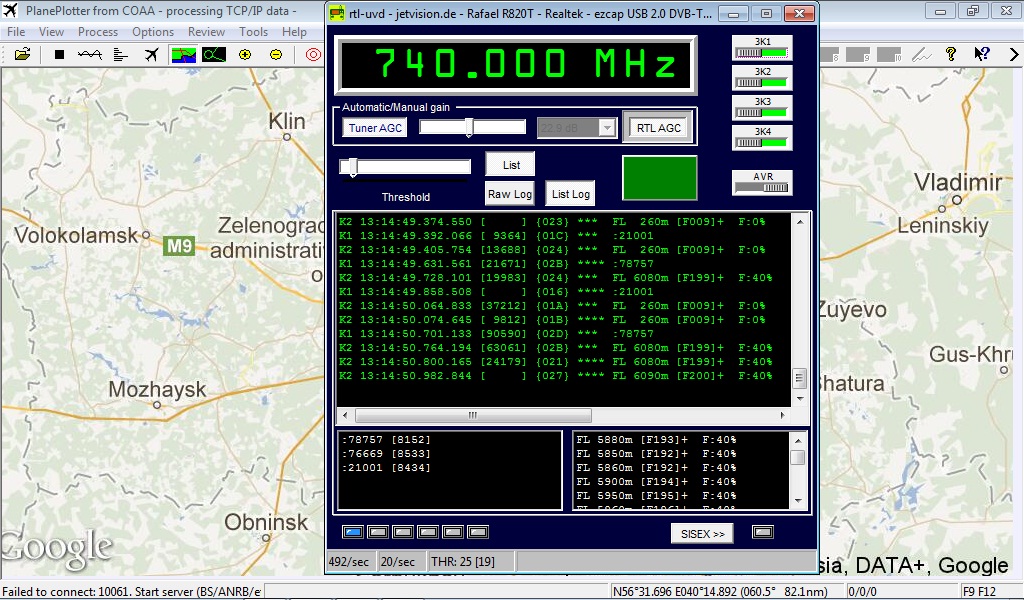 PlanePlotter from COAA - processing TCP/IP data -
rtl-uvd - jetvision.de - Rafael R820T - Realtek - ezcap USB 2.0 DVB-T...
File View Process Options Review Tools Help
740.000 MHz
Automatic/Manual gain
Tuner AGC
22.9 dB
RTL AGC
3K1
3K2
3K3
3K4
AVR
Threshold
List
Raw Log
List Log
K2 13:14:49.374.550 [      ] {023} ***  FL  260m [F009]+  F:0%
K1 13:14:49.392.066 [ 9364] {01C} ***  :21001
K2 13:14:49.405.754 [13688] {024} ***  FL  260m [F009]+  F:0%
K1 13:14:49.631.561 [21671] {02B} **** :78757
K2 13:14:49.728.101 [19983] {024} **** FL 6080m [F199]+  F:40%
K1 13:14:49.858.508 [      ] {016} **** :21001
K2 13:14:50.064.833 [37212] {01A} ***  FL  260m [F009]+  F:0%
K2 13:14:50.074.645 [ 9812] {01B} **** FL  260m [F009]+  F:0%
K1 13:14:50.701.133 [90590] {02D} ***  :78757
K2 13:14:50.764.194 [63061] {02B} **** FL 6080m [F199]+  F:40%
K2 13:14:50.800.165 [24179] {021} **** FL 6080m [F199]+  F:40%
K2 13:14:50.982.844 [      ] {027} **** FL 6090m [F200]+  F:40%
:78757 [8152]
:76669 [8533]
:21001 [8434]
FL 5880m [F193]+  F:40%
FL 5850m [F192]+  F:40%
FL 5860m [F192]+  F:40%
FL 5900m [F194]+  F:40%
FL 5950m [F195]+  F:40%
SISEX >>
492/sec
20/sec
THR: 25 [19]
Klin
Volokolamsk
M9
Zelenograd
administrati
Mozhaysk
Obninsk
Google
Vladimir
Leninskiy
Zuyevo
Gus-Khru
Shatura
sia, DATA+, Google
Failed to connect: 10061. Start server (BS/ANRB/e
N56°31.696 E040°14.892 (060.5° 82.1nm)
0/0/0
F9 F12